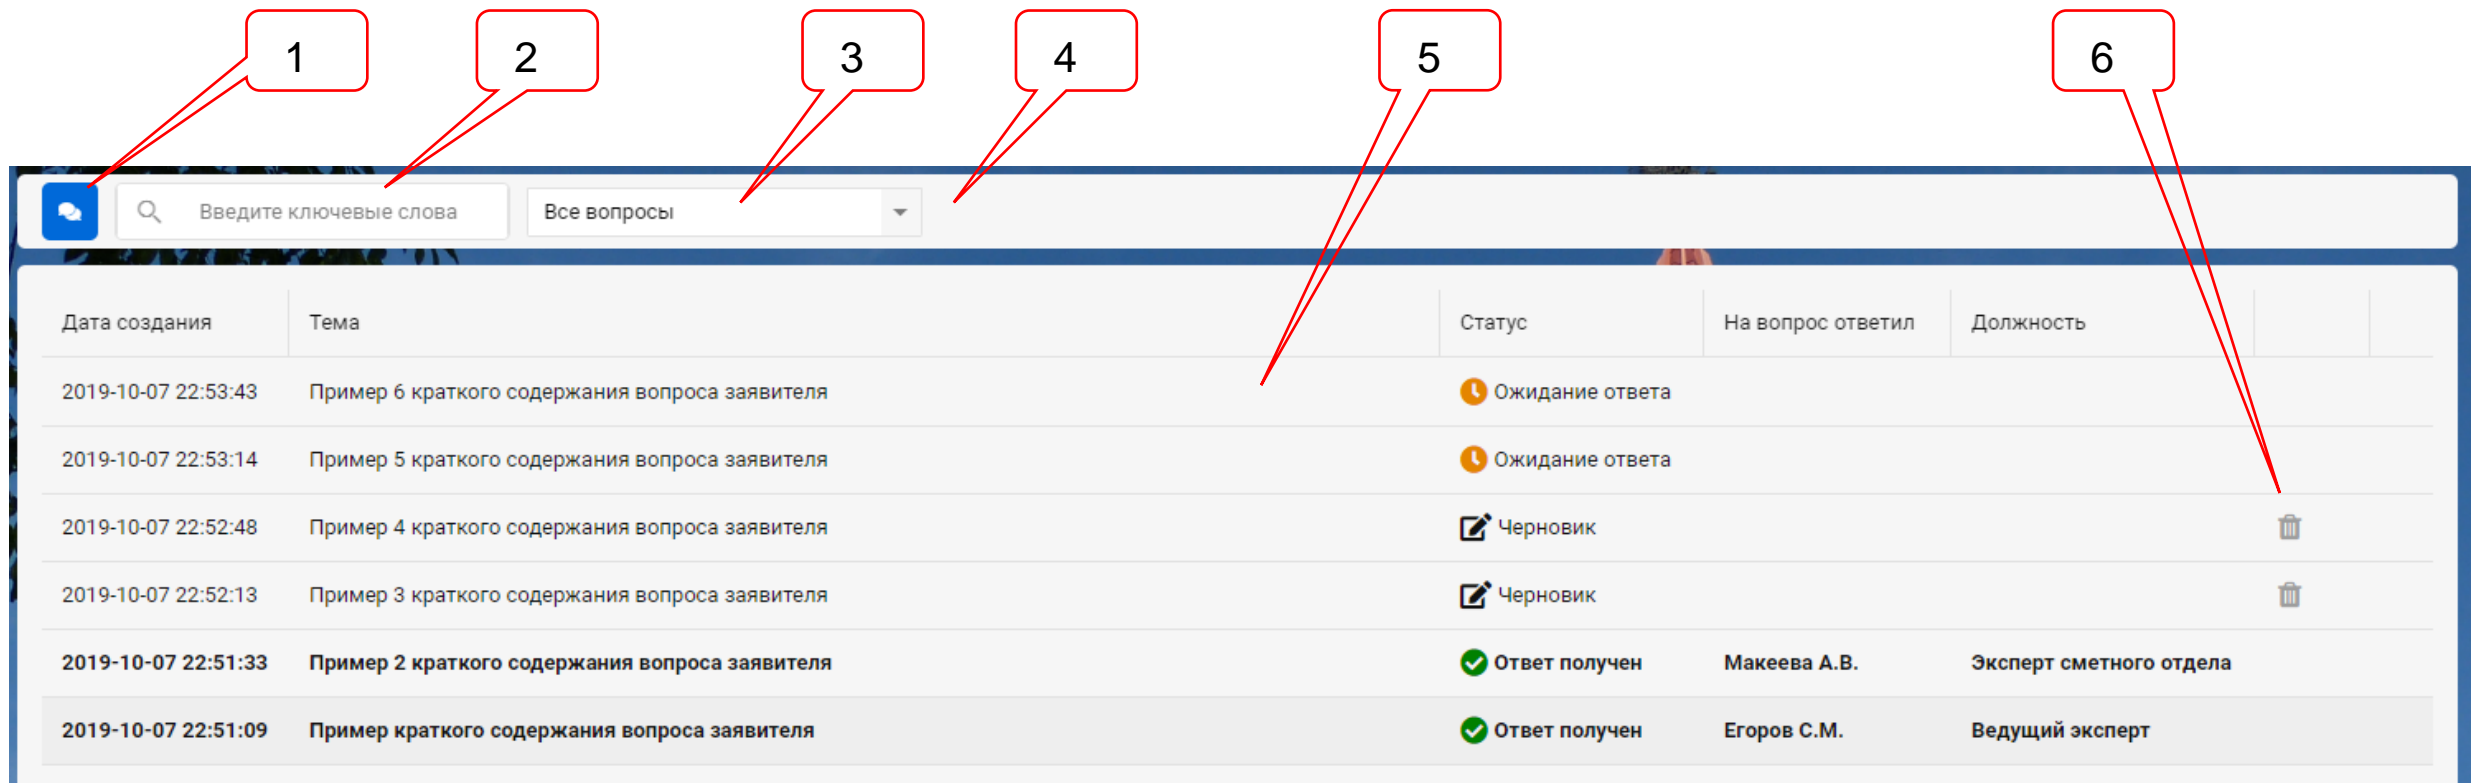 1 2 3 4 5 6
Введите ключевые слова Все вопросы
Дата создания Тема Статус На вопрос ответил Должность
2019-10-07 22:53:43 Пример 6 краткого содержания вопроса заявителя Ожидание ответа
2019-10-07 22:53:14 Пример 5 краткого содержания вопроса заявителя Ожидание ответа
2019-10-07 22:52:48 Пример 4 краткого содержания вопроса заявителя Черновик
2019-10-07 22:52:13 Пример 3 краткого содержания вопроса заявителя Черновик
2019-10-07 22:51:33 Пример 2 краткого содержания вопроса заявителя Ответ получен Макеева А.В. Эксперт сметного отдела
2019-10-07 22:51:09 Пример краткого содержания вопроса заявителя Ответ получен Егоров С.М. Ведущий эксперт